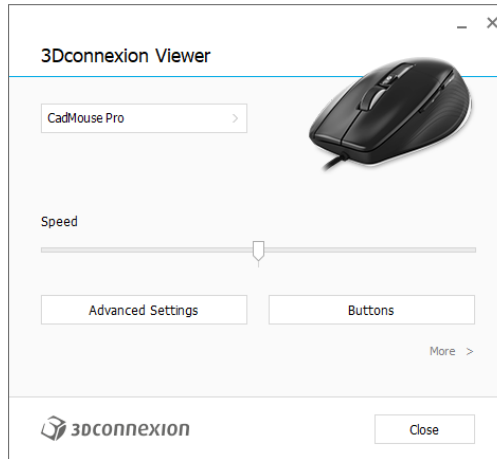 3Dconnexion Viewer
CadMouse Pro
Speed
Advanced Settings
Buttons
More >
3Dconnexion
Close